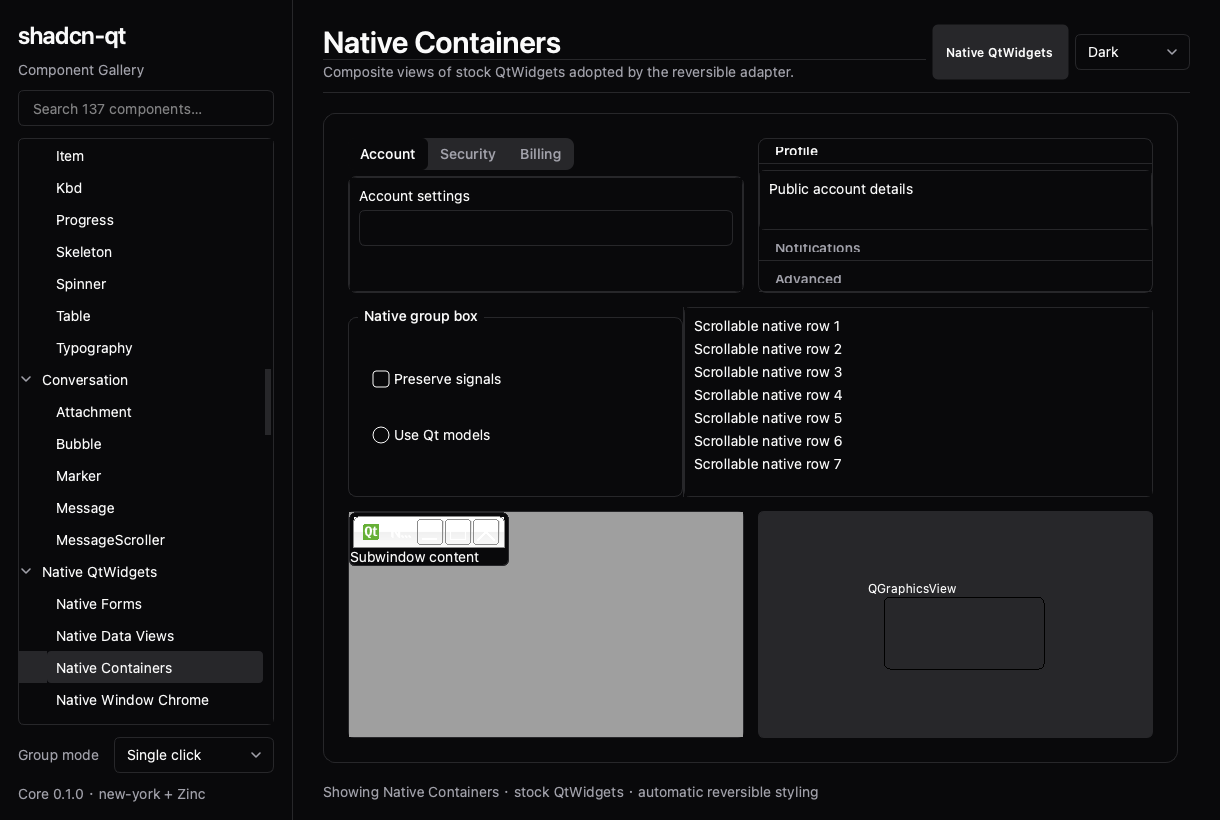 shadcn-qt
Component Gallery
Search 137 components...
Item
Kbd
Progress
Skeleton
Spinner
Table
Typography
Conversation
Attachment
Bubble
Marker
Message
MessageScroller
Native QtWidgets
Native Forms
Native Data Views
Native Containers
Native Window Chrome
Group mode
Single click
Core 0.1.0 · new-york + Zinc
Native Containers
Composite views of stock QtWidgets adopted by the reversible adapter.
Native QtWidgets
Dark
Account
Security
Billing
Account settings
Profile
Public account details
Notifications
Advanced
Native group box
Preserve signals
Use Qt models
Scrollable native row 1
Scrollable native row 2
Scrollable native row 3
Scrollable native row 4
Scrollable native row 5
Scrollable native row 6
Scrollable native row 7
Qt
Subwindow content
QGraphicsView
Showing Native Containers · stock QtWidgets · automatic reversible styling